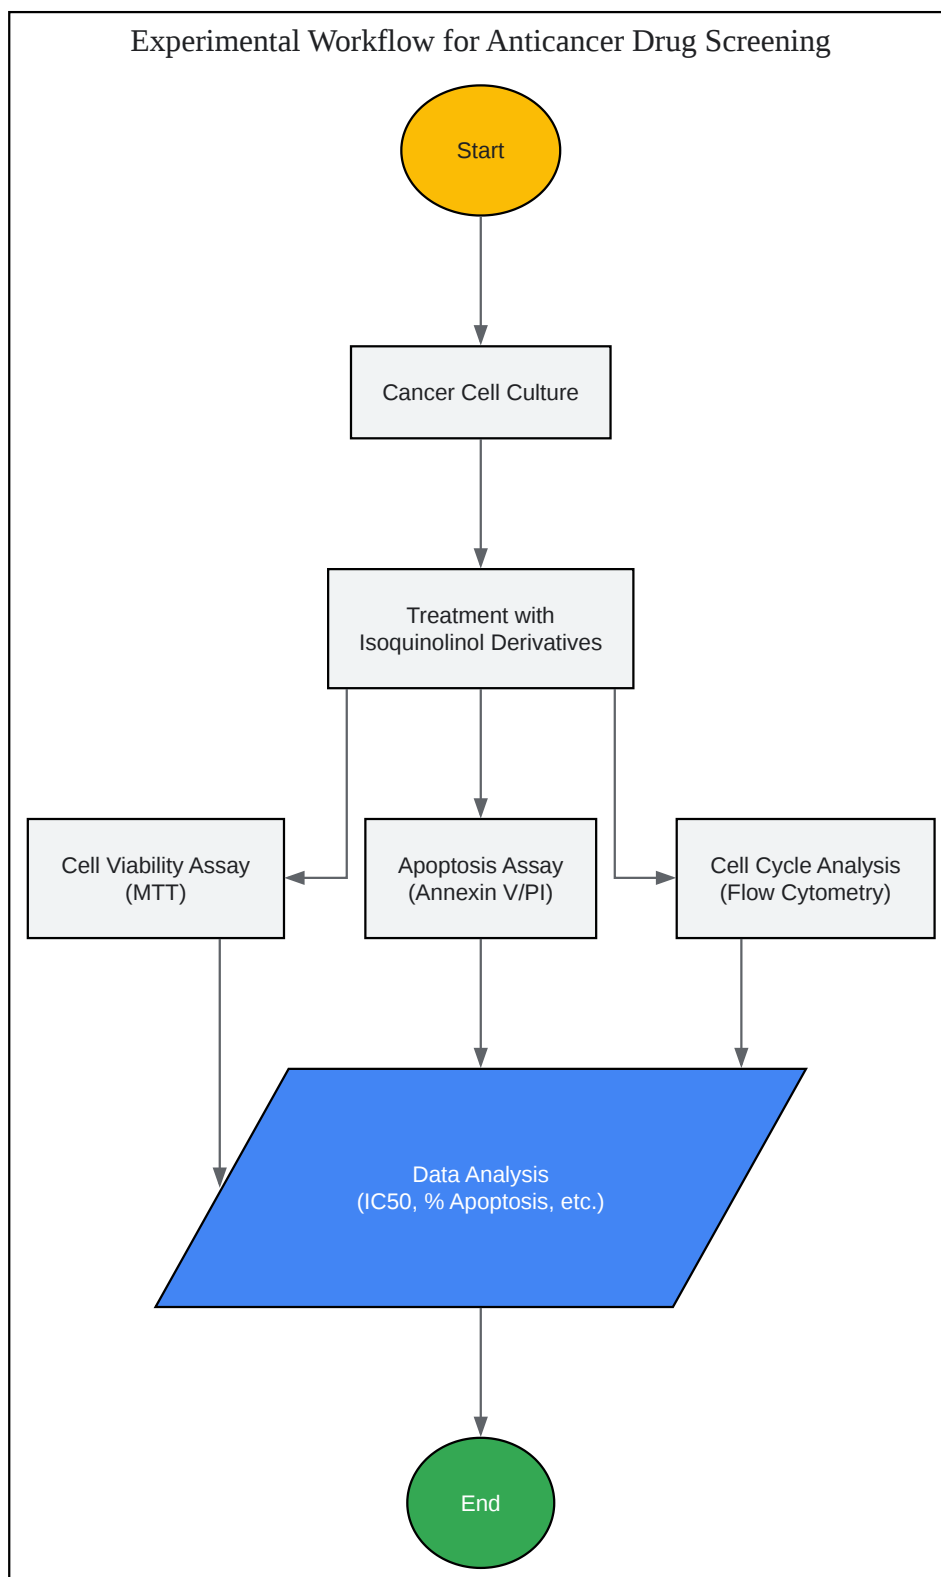 Experimental Workflow for Anticancer Drug Screening
Start
Cancer Cell Culture
Treatment with
Isoquinolinol Derivatives
Cell Viability Assay
(MTT)
Apoptosis Assay
(Annexin V/PI)
Cell Cycle Analysis
(Flow Cytometry)
Data Analysis
(IC50, % Apoptosis, etc.)
End